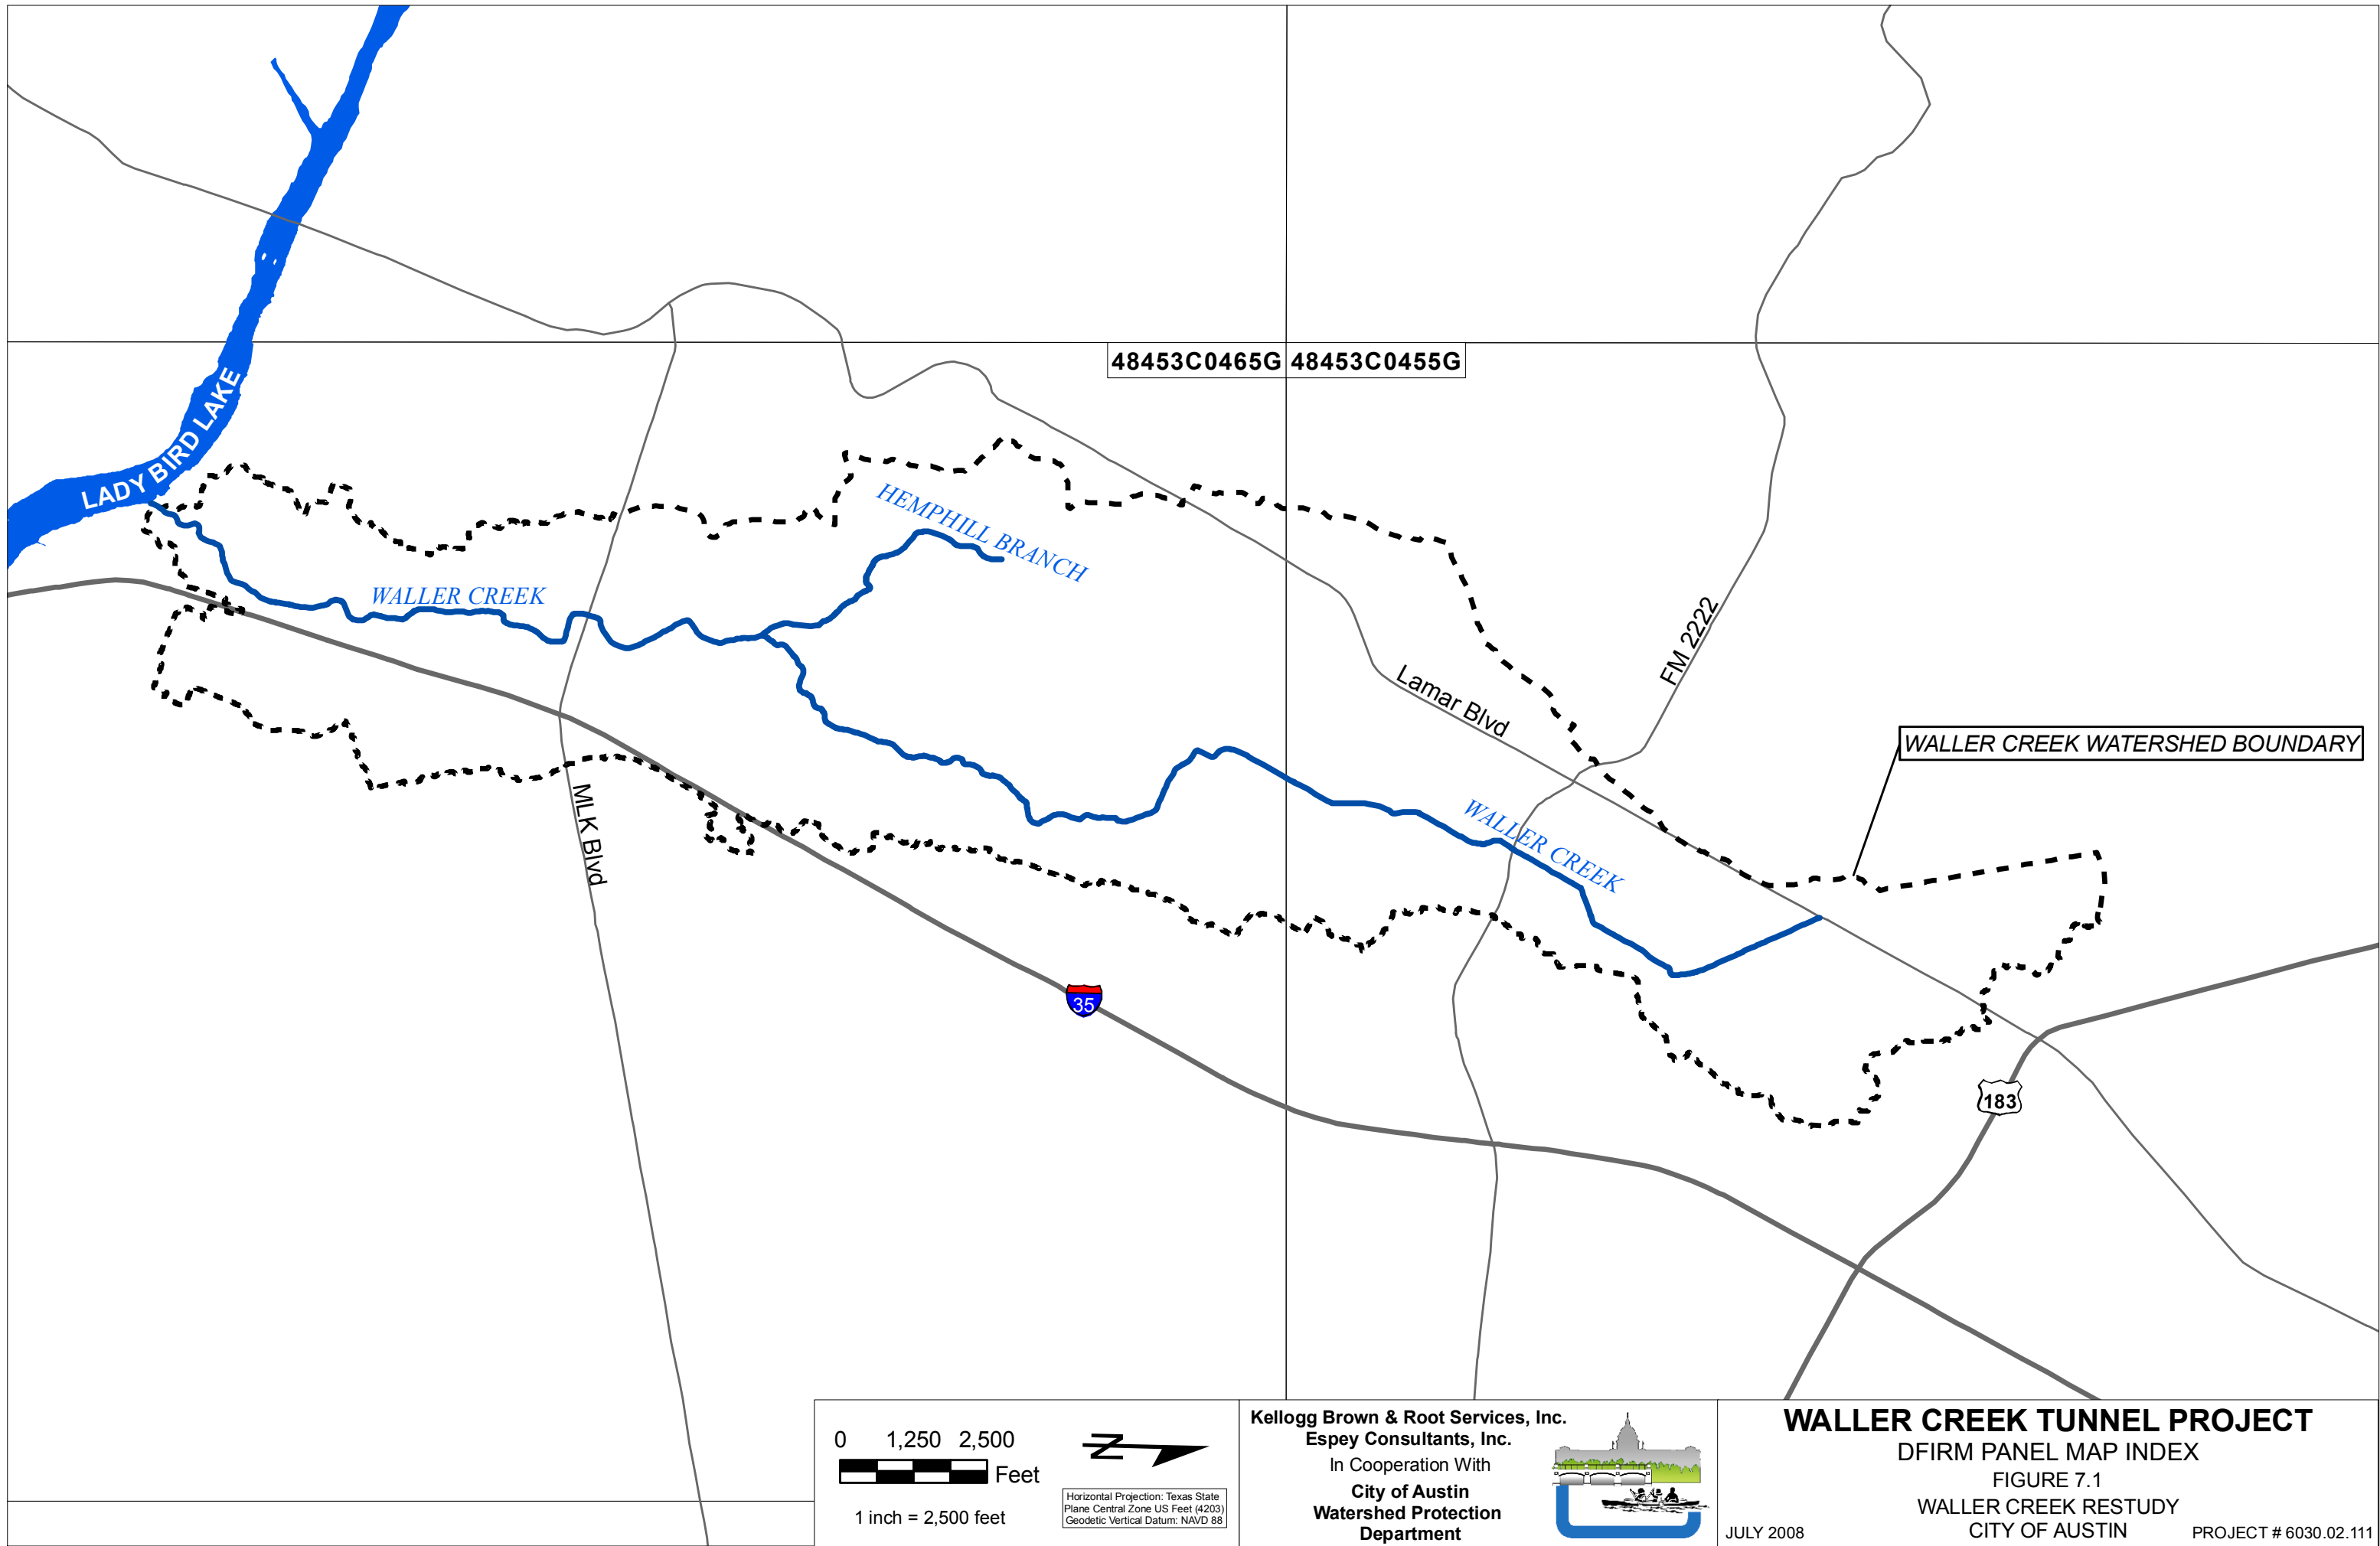 48453C0465G
48453C0455G
LADY BIRD LAKE
HEMPHILL BRANCH
WALLER CREEK
FM 2222
Lamar Blvd
WALLER CREEK WATERSHED BOUNDARY
MLK Blvd
WALLER CREEK
35
183
0 1,250 2,500
Feet
1 inch = 2,500 feet
N
Horizontal Projection: Texas State
Plane Central Zone US Feet (4203)
Geodetic Vertical Datum: NAVD 88
Kellogg Brown & Root Services, Inc.
Espey Consultants, Inc.
In Cooperation With
City of Austin
Watershed Protection
Department
WALLER CREEK TUNNEL PROJECT
DFIRM PANEL MAP INDEX
FIGURE 7.1
WALLER CREEK RESTUDY
CITY OF AUSTIN
JULY 2008
PROJECT # 6030.02.111